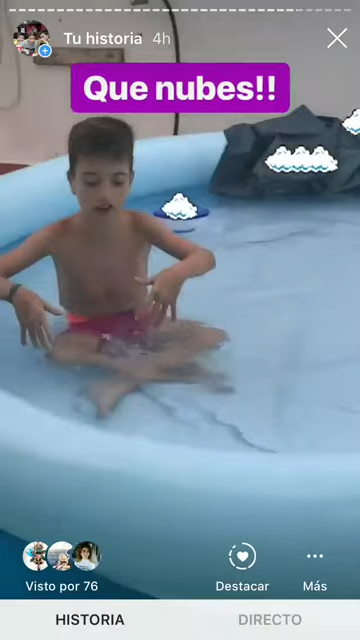 Tu historia 4h
Que nubes!!
Visto por 76
Destacar
Más
HISTORIA
DIRECTO